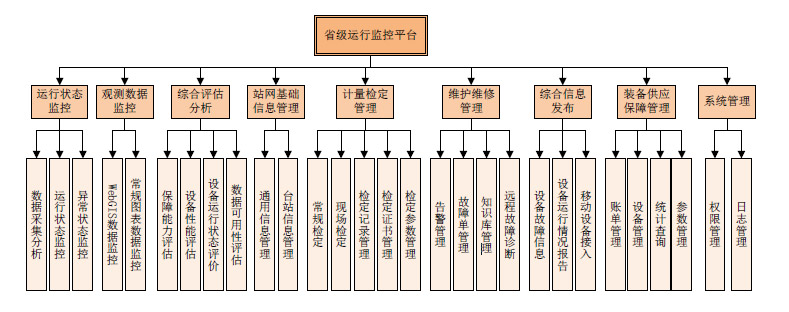 省级运行监控平台
运行状态
监控
观测数据
监控
综合评估
分析
站网基础
信息管理
计量检定
管理
维护维修
管理
综合信息
发布
装备供应
保障管理
系统管理
数据采集分析
运行状态监控
异常状态监控
WebGIS数据监控
常规图表数据监控
保障能力评估
设备性能评估
设备运行状态评价
数据可用性评估
通用信息管理
台站信息管理
常规检定
现场检定
检定记录管理
检定证书管理
检定参数管理
告警管理
故障单管理
知识库管理
远程故障诊断
设备故障信息
设备运行情况报告
移动设备接入
账单管理
设备管理
统计查询
参数管理
权限管理
日志管理